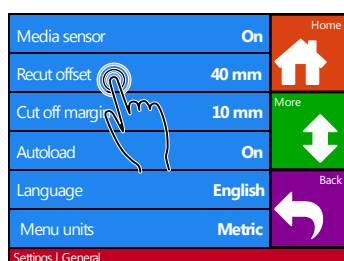 Media sensor On
Home
Recut offset 40 mm
Cut off margin 10 mm
More
Autoload On
Language English
Back
Menu units Metric
Settings | General